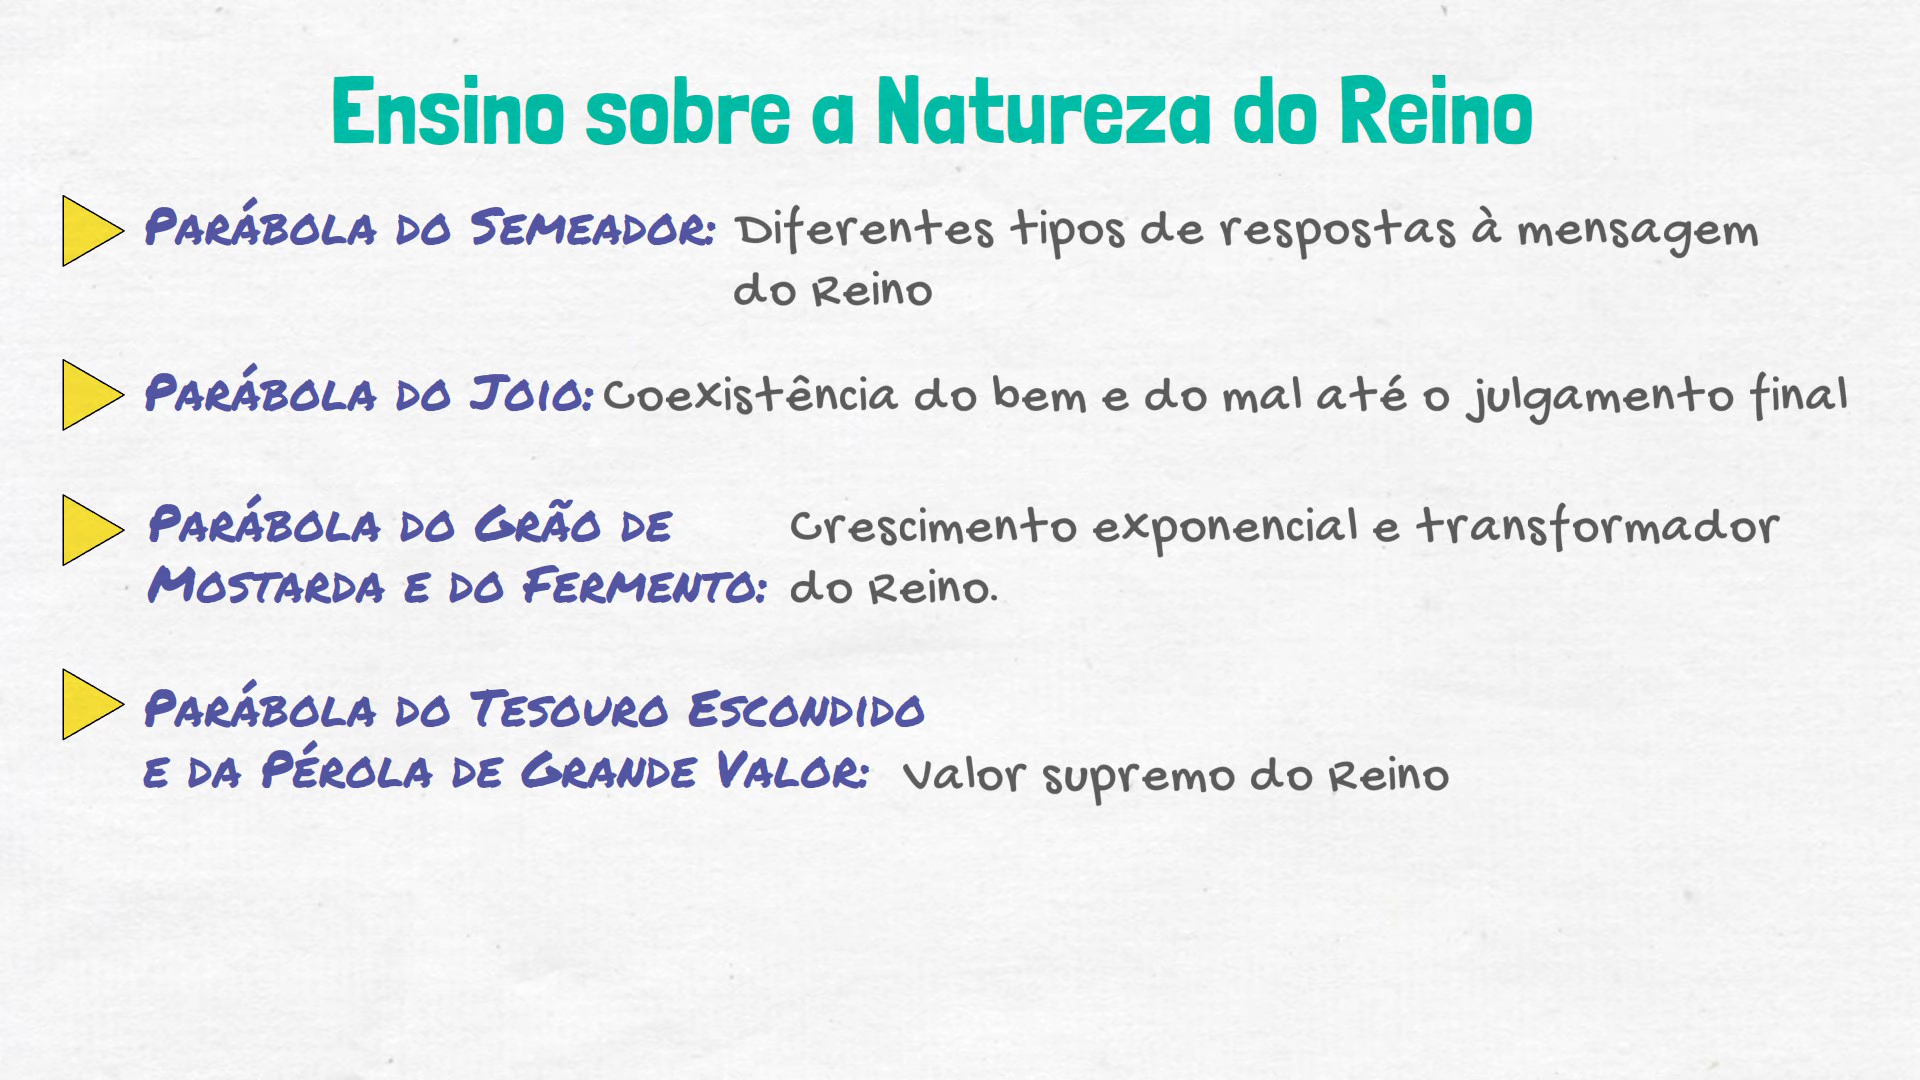 Ensino sobre a Natureza do Reino
Parábola do Semeador: Diferentes tipos de respostas à mensagem
do Reino
Parábola do Joio: Coexistência do bem e do mal até o julgamento final
Parábola do Grão de
Mostarda e do Fermento:
Crescimento exponencial e transformador
do Reino.
Parábola do Tesouro Escondido
e da Pérola de Grande Valor: Valor supremo do Reino